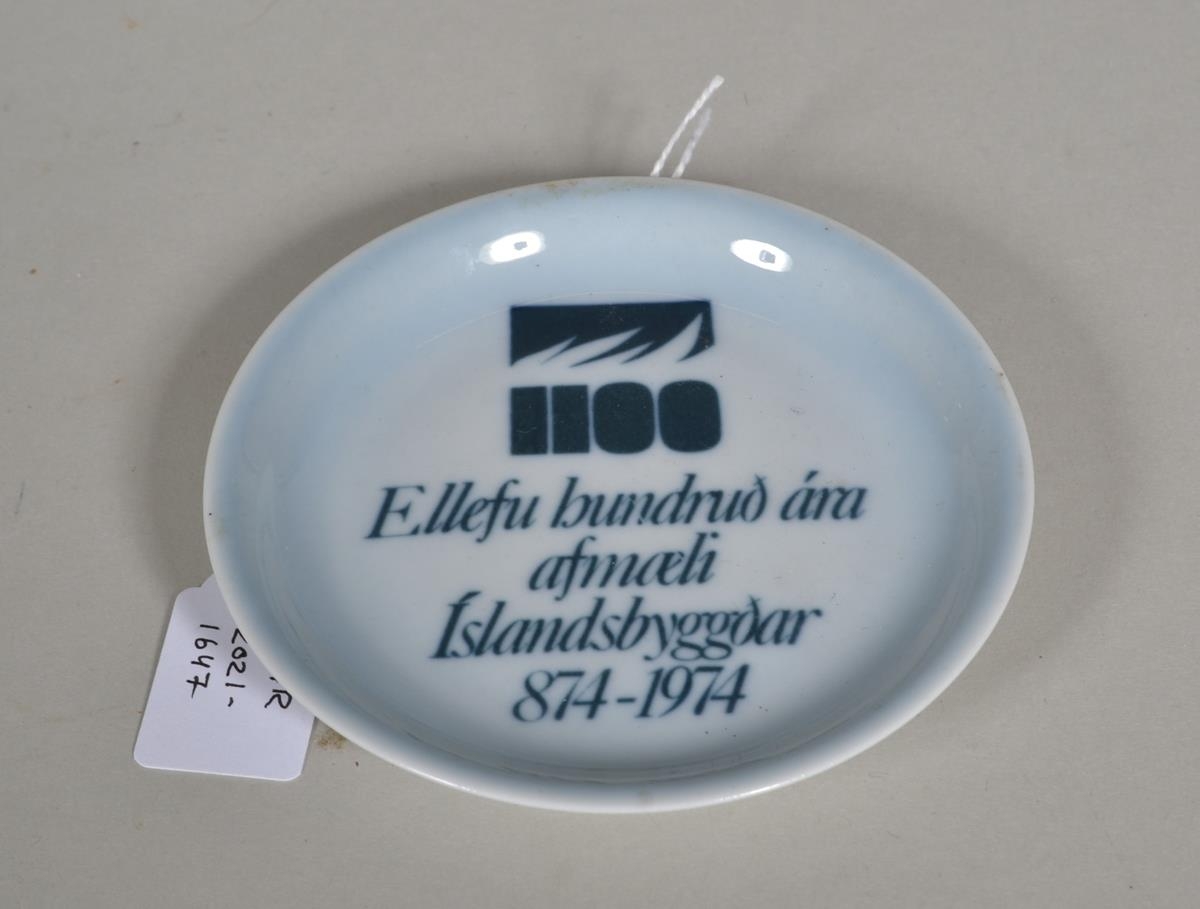 1100
Ellefu hundruð ára
afmæli
Íslandsbyggðar
874-1974
2021-
1647